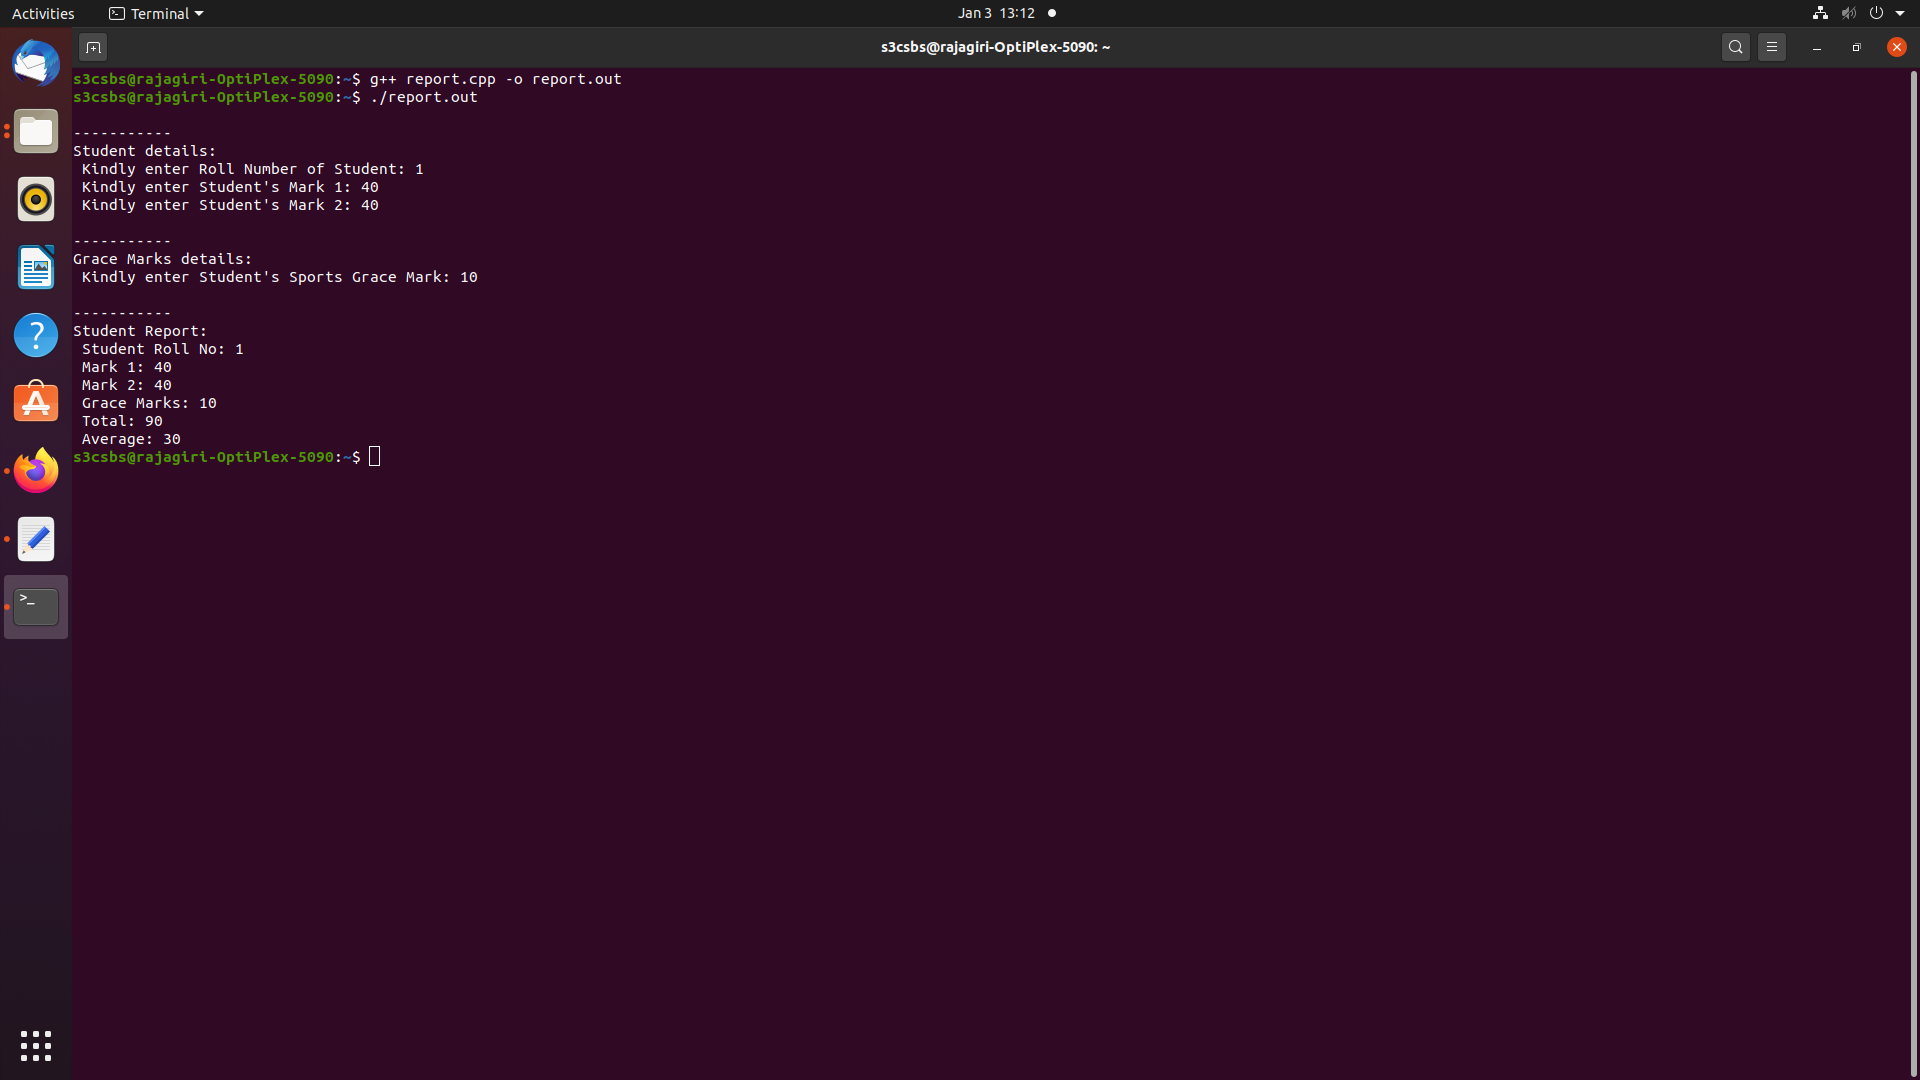 Activities
Terminal
Jan 3 13:12
s3csbs@rajagiri-OptiPlex-5090: ~
s3csbs@rajagiri-OptiPlex-5090:~$ g++ report.cpp -o report.out
s3csbs@rajagiri-OptiPlex-5090:~$ ./report.out
-----------
Student details:
Kindly enter Roll Number of Student: 1
Kindly enter Student's Mark 1: 40
Kindly enter Student's Mark 2: 40
-----------
Grace Marks details:
Kindly enter Student's Sports Grace Mark: 10
-----------
Student Report:
Student Roll No: 1
Mark 1: 40
Mark 2: 40
Grace Marks: 10
Total: 90
Average: 30
s3csbs@rajagiri-OptiPlex-5090:~$